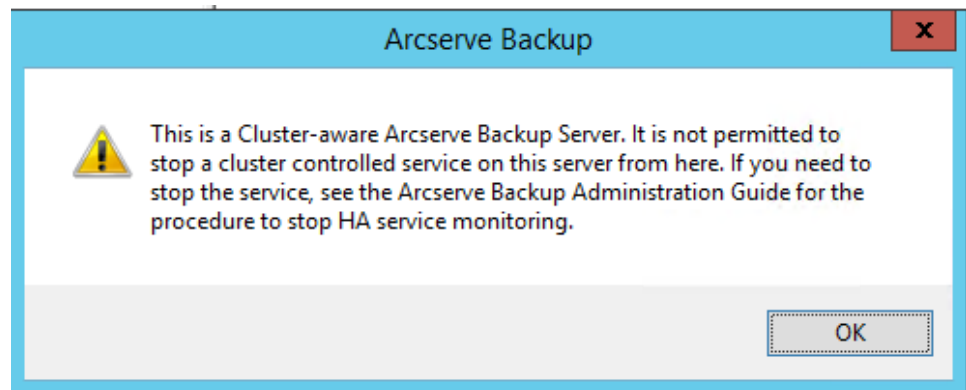 Arcserve Backup
x
This is a Cluster-aware Arcserve Backup Server. It is not permitted to
stop a cluster controlled service on this server from here. If you need to
stop the service, see the Arcserve Backup Administration Guide for the
procedure to stop HA service monitoring.
OK